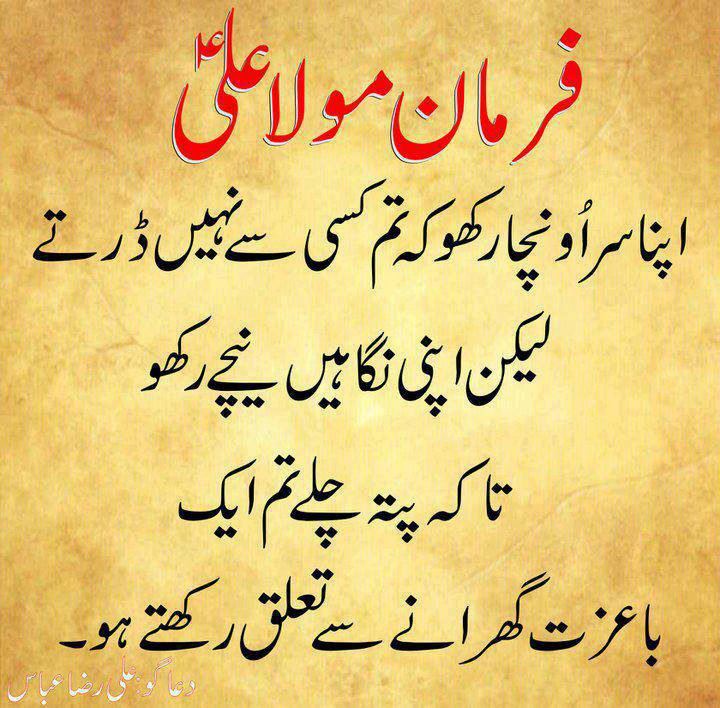 فرمان مولا علیؑ
اپنا سر اُونچا رکھو کہ تم کسی سے نہیں ڈرتے
لیکن اپنی نگاہیں نیچے رکھو
تا کہ پتہ چلے تم ایک
باعزت گھرانے سے تعلق رکھتے ہو۔
دعا گو: علی رضا عباس